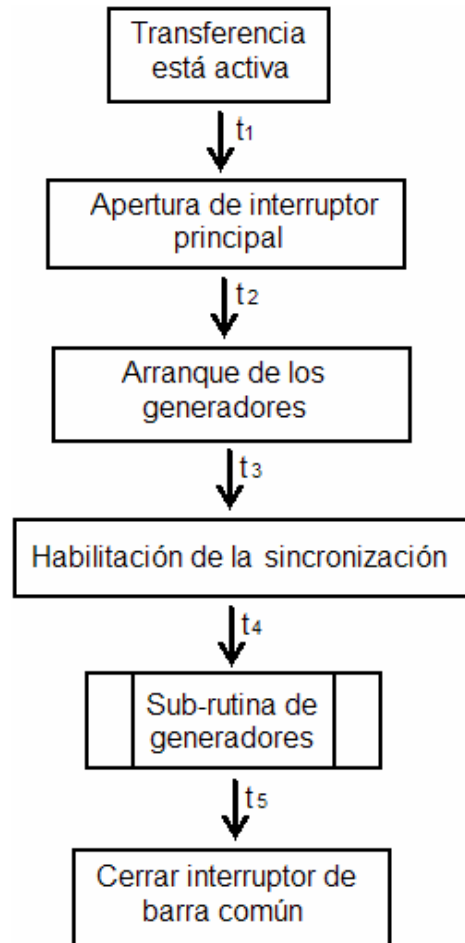 Transferencia
está activa
t1
Apertura de interruptor
principal
t2
Arranque de los
generadores
t3
Habilitación de la sincronización
t4
Sub-rutina de
generadores
t5
Cerrar interruptor de
barra común